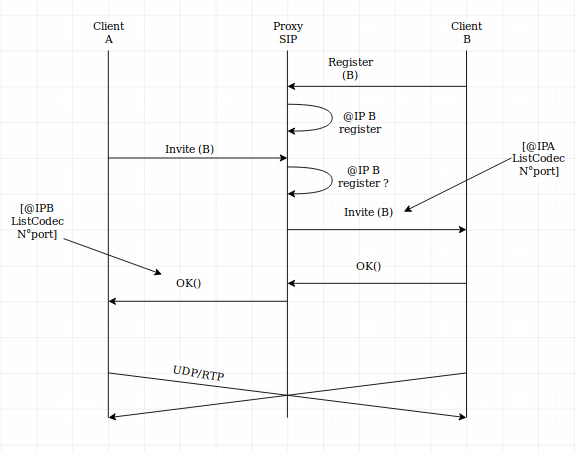 Client
A
Proxy
SIP
Client
B
Register
(B)
@IP B
register
Invite (B)
[@IPA
ListCodec
N°port]
@IP B
register ?
Invite (B)
[@IPB
ListCodec
N°port]
OK()
OK()
UDP/RTP